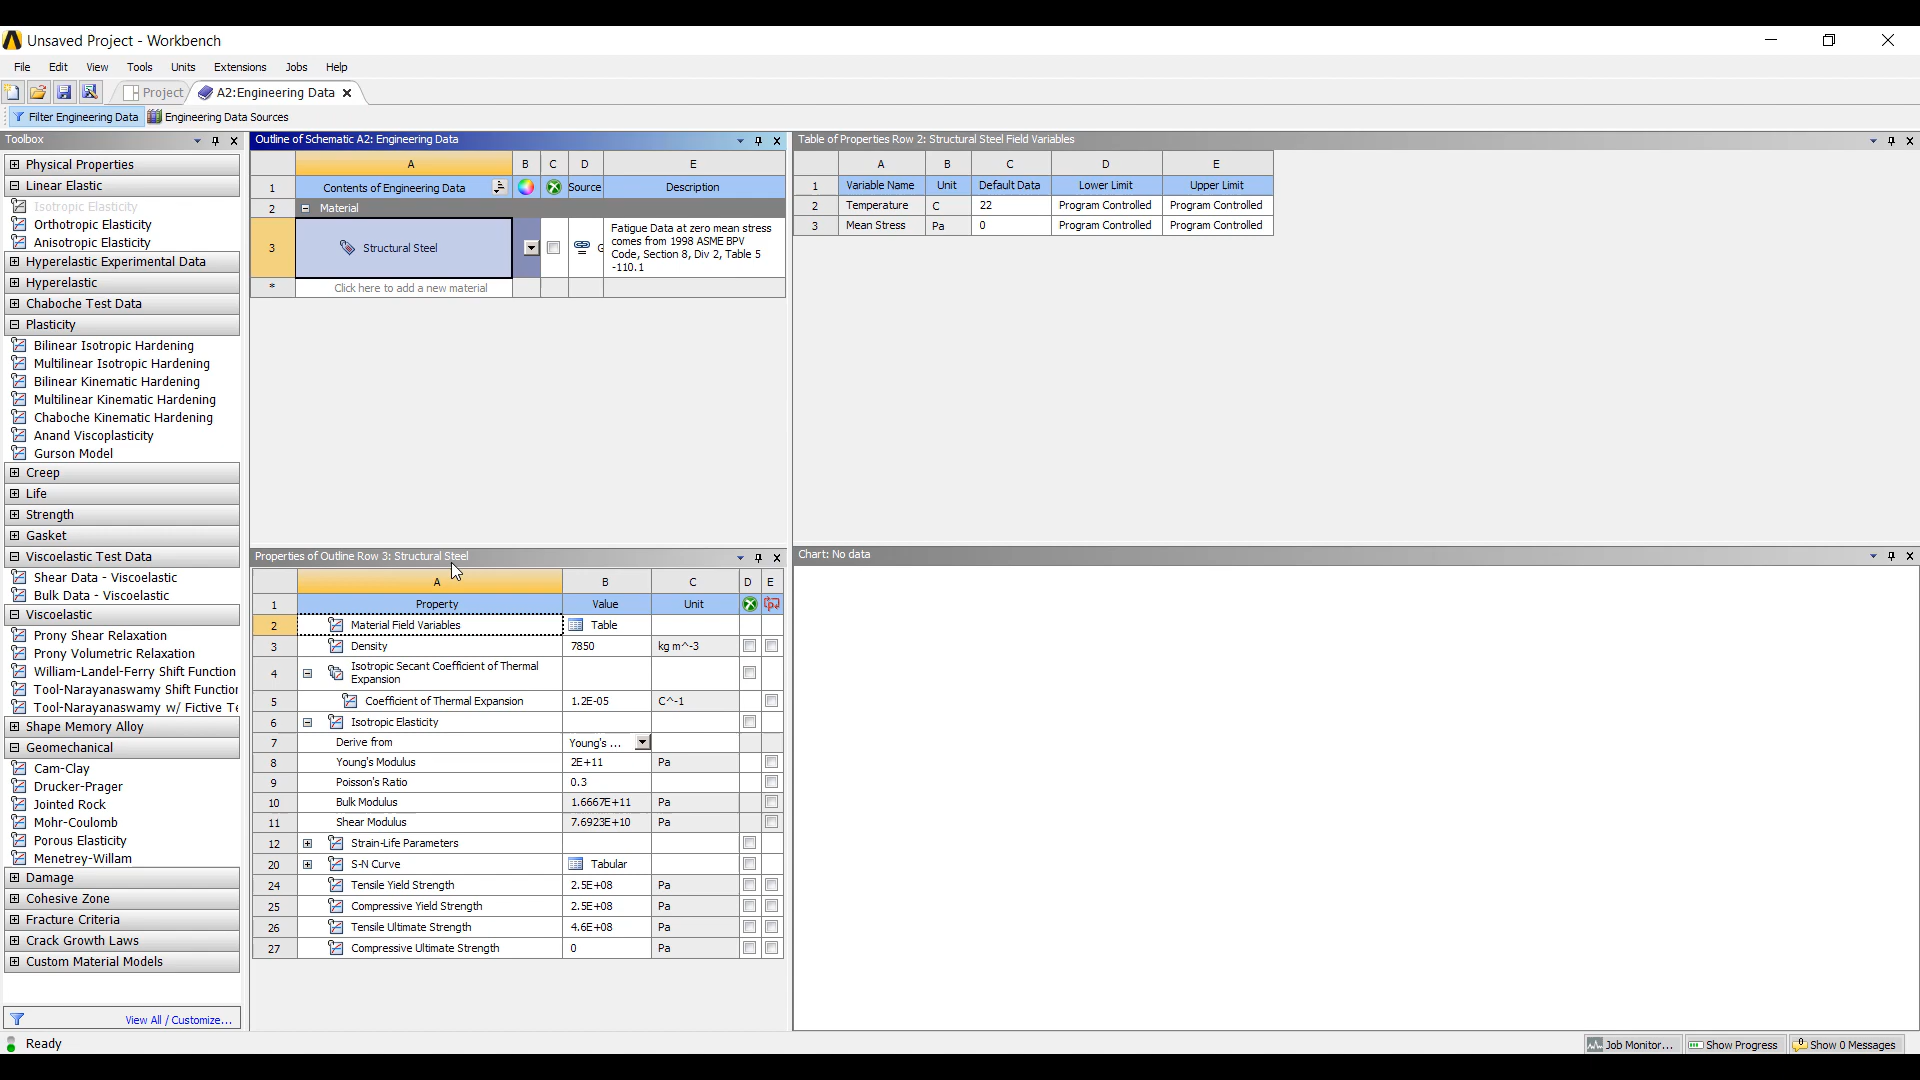 Unsaved Project - Workbench
File Edit View Tools Units Extensions Jobs Help
Project A2:Engineering Data
Filter Engineering Data Engineering Data Sources
Toolbox
Physical Properties
Linear Elastic
Isotropic Elasticity
Orthotropic Elasticity
Anisotropic Elasticity
Hyperelastic Experimental Data
Hyperelastic
Chaboche Test Data
Plasticity
Bilinear Isotropic Hardening
Multilinear Isotropic Hardening
Bilinear Kinematic Hardening
Multilinear Kinematic Hardening
Chaboche Kinematic Hardening
Anand Viscoplasticity
Gurson Model
Creep
Life
Strength
Gasket
Viscoelastic Test Data
Shear Data - Viscoelastic
Bulk Data - Viscoelastic
Viscoelastic
Prony Shear Relaxation
Prony Volumetric Relaxation
William-Landel-Ferry Shift Function
Tool-Narayanaswamy Shift Function
Tool-Narayanaswamy w/ Fictive Te
Shape Memory Alloy
Geomechanical
Cam-Clay
Drucker-Prager
Jointed Rock
Mohr-Coulomb
Porous Elasticity
Menetrey-Willam
Damage
Cohesive Zone
Fracture Criteria
Crack Growth Laws
Custom Material Models
View All / Customize...
Outline of Schematic A2: Engineering Data
A B C D E
1 Contents of Engineering Data Source Description
2 Material
3 Structural Steel G Fatigue Data at zero mean stress
comes from 1998 ASME BPV
Code, Section 8, Div 2, Table 5
-110.1
* Click here to add a new material
Properties of Outline Row 3: Structural Steel
A B C D E
1 Property Value Unit
2 Material Field Variables Table
3 Density 7850 kg m^-3
4 Isotropic Secant Coefficient of Thermal
Expansion
5 Coefficient of Thermal Expansion 1.2E-05 C^-1
6 Isotropic Elasticity
7 Derive from Young's ...
8 Young's Modulus 2E+11 Pa
9 Poisson's Ratio 0.3
10 Bulk Modulus 1.6667E+11 Pa
11 Shear Modulus 7.6923E+10 Pa
12 Strain-Life Parameters
20 S-N Curve Tabular
24 Tensile Yield Strength 2.5E+08 Pa
25 Compressive Yield Strength 2.5E+08 Pa
26 Tensile Ultimate Strength 4.6E+08 Pa
27 Compressive Ultimate Strength 0 Pa
Table of Properties Row 2: Structural Steel Field Variables
A B C D E
1 Variable Name Unit Default Data Lower Limit Upper Limit
2 Temperature C 22 Program Controlled Program Controlled
3 Mean Stress Pa 0 Program Controlled Program Controlled
Chart: No data
Ready
Job Monitor... Show Progress Show 0 Messages